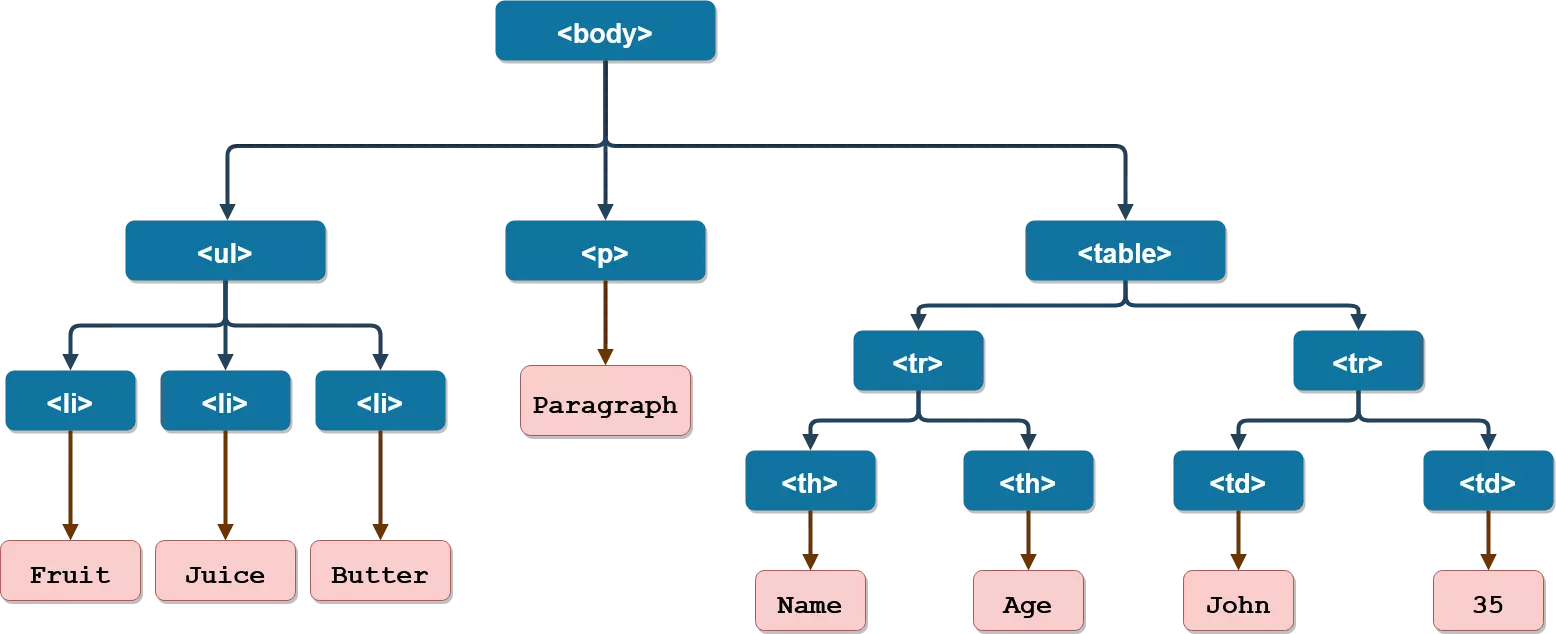 <body>
<ul>
<p>
<table>
<tr>
<tr>
<li>
<li>
<li>
Paragraph
<th>
<th>
<td>
<td>
Fruit
Juice
Butter
Name
Age
John
35